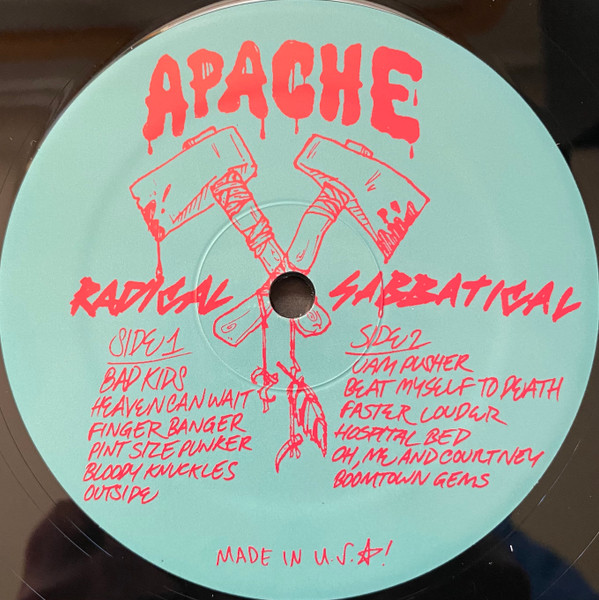 APACHE
RADICAL SABBATICAL
SIDE 1
BAD KIDS
HEAVEN CAN WAIT
FINGER BANGER
PINT SIZE PUNKER
BLOODY KNUCKLES
OUTSIDE
SIDE 2
JAM PUSHER
BEAT MYSELF TO DEATH
FASTER LOUDER
HOSPITAL BED
OH, ME AND COURTNEY
BOOMTOWN GEMS
MADE IN U.S.A!